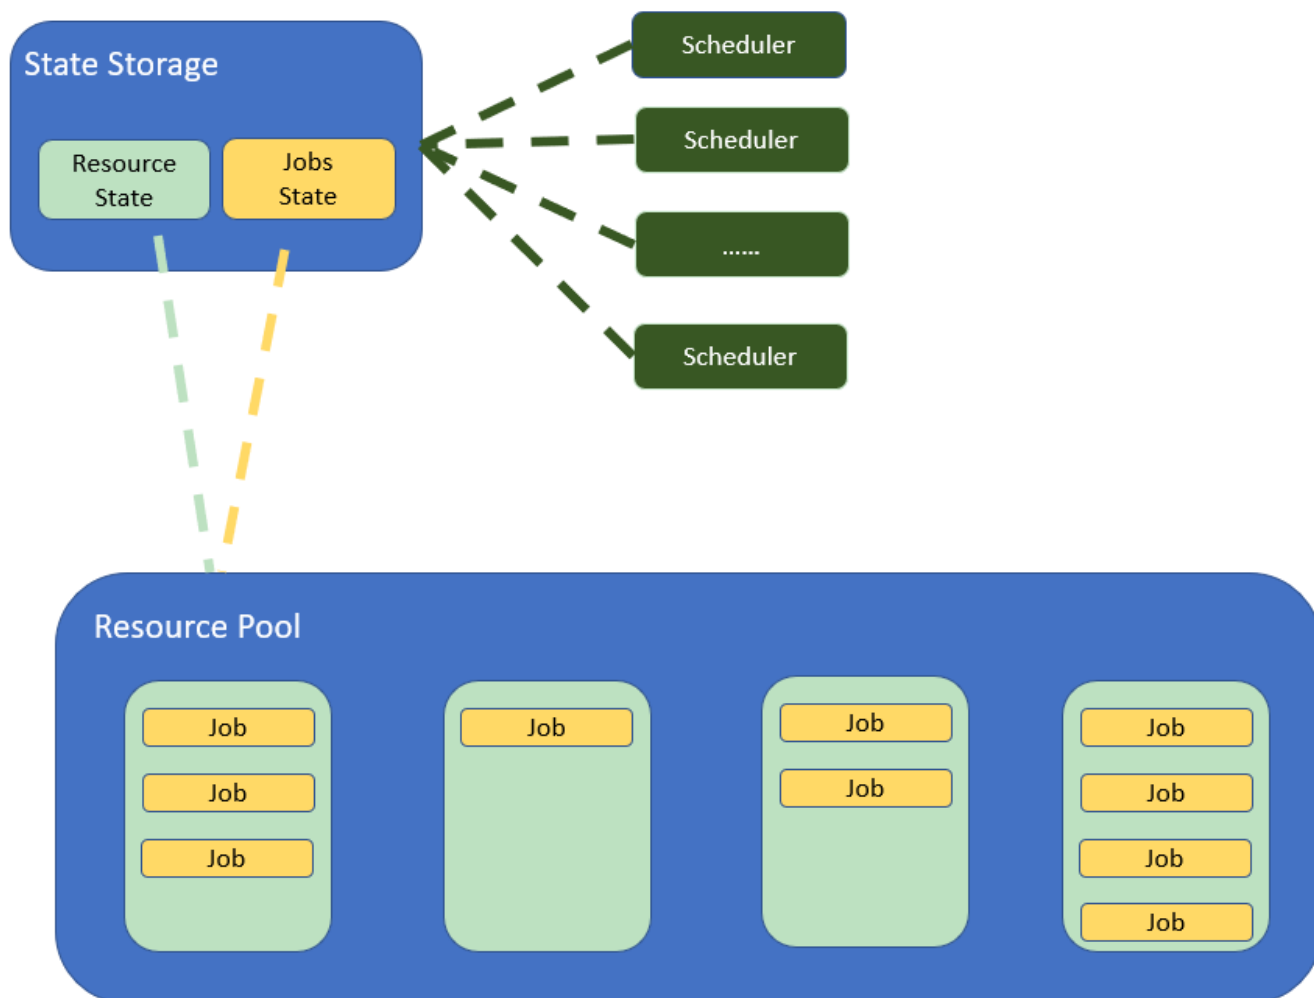 State Storage
Resource
State
Jobs
State
Scheduler
Scheduler
......
Scheduler
Resource Pool
Job
Job
Job
Job
Job
Job
Job
Job
Job
Job